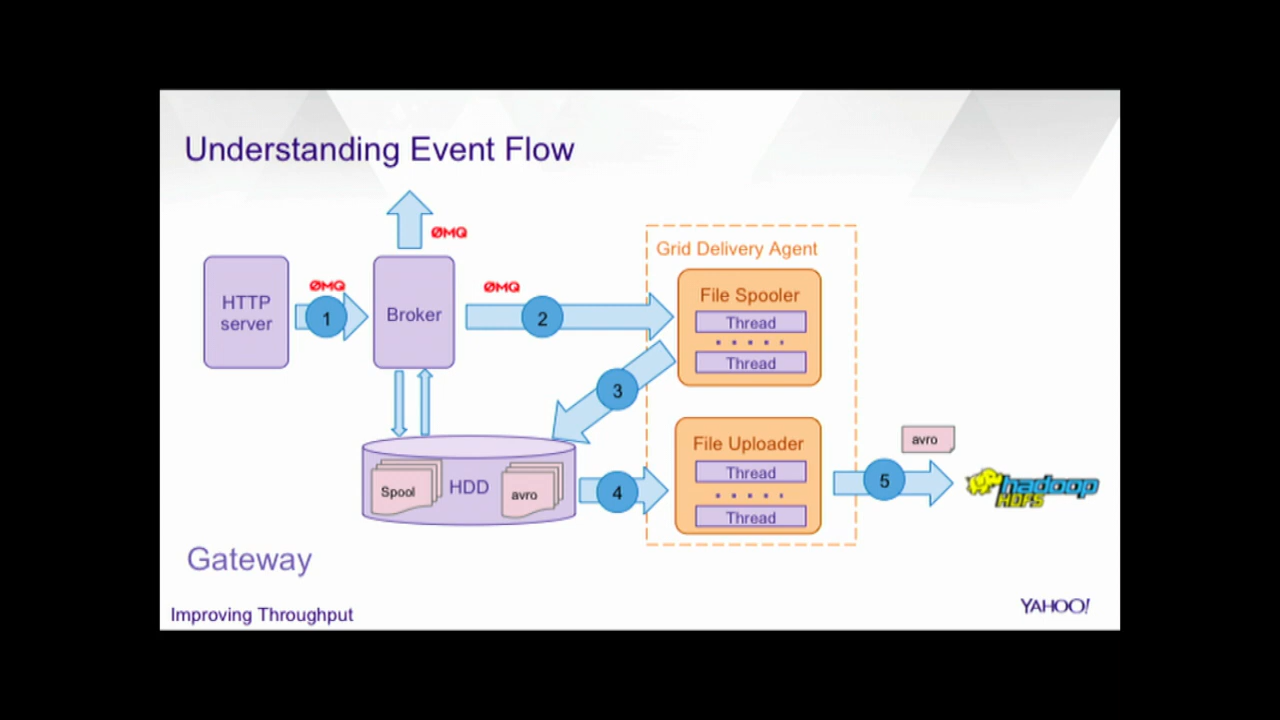 Understanding Event Flow
ØMQ
Grid Delivery Agent
HTTP
server
ØMQ
1
Broker
ØMQ
2
File Spooler
Thread
Thread
3
Spool
HDD
avro
4
File Uploader
Thread
Thread
5
avro
hadoop
HDFS
Gateway
Improving Throughput
YAHOO!